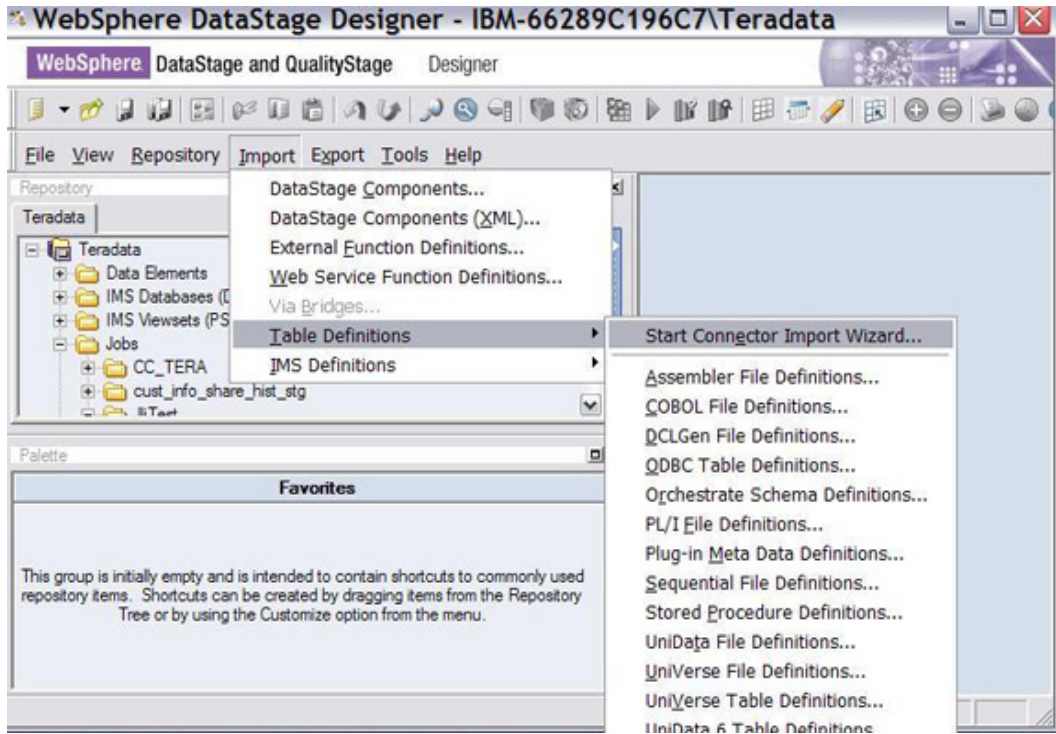 WebSphere DataStage Designer - IBM-66289C196C7\Teradata
WebSphere. DataStage and QualityStage Designer
File View Repository Import Export Tools Help
Repository
Teradata
Teradata
Data Elements
IMS Databases (D
IMS Viewsets (PS
Jobs
CC_TERA
cust_info_share_hist_stg
DataStage Components...
DataStage Components (XML)...
External Function Definitions...
Web Service Function Definitions...
Via Bridges...
Table Definitions
IMS Definitions
Start Connector Import Wizard...
Assembler File Definitions...
COBOL File Definitions...
DCLGen File Definitions...
ODBC Table Definitions...
Orchestrate Schema Definitions...
PL/I File Definitions...
Plug-in Meta Data Definitions...
Sequential File Definitions...
Stored Procedure Definitions...
UniData File Definitions...
UniVerse File Definitions...
UniVerse Table Definitions...
UniData 6 Table Definitions
Palette
Favorites
This group is initially empty and is intended to contain shortcuts to commonly used
repository items. Shortcuts can be created by dragging items from the Repository
Tree or by using the Customize option from the menu.